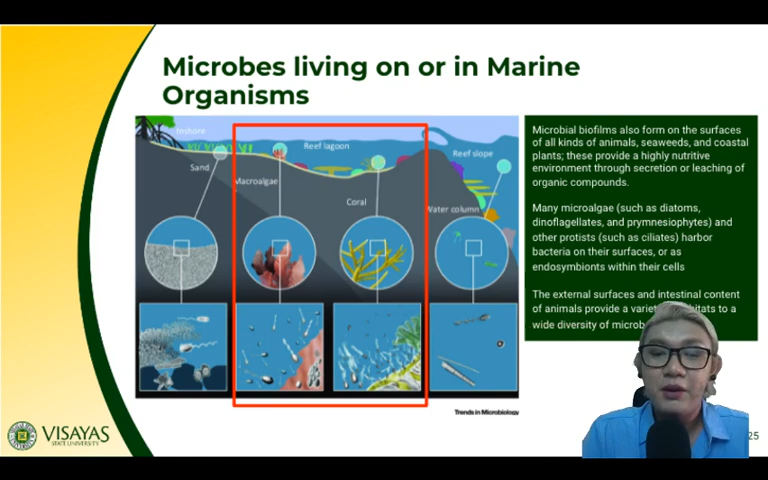 Microbes living on or in Marine
Organisms
Inshore
Reef lagoon
Reef slope
Sand
Macroalgae
Coral
Water column
Trends in Microbiology
Microbial biofilms also form on the surfaces
of all kinds of animals, seaweeds, and coastal
plants; these provide a highly nutritive
environment through secretion or leaching of
organic compounds.
Many microalgae (such as diatoms,
dinoflagellates, and prymnesiophytes) and
other protists (such as ciliates) harbor
bacteria on their surfaces, or as
endosymbionts within their cells
The external surfaces and intestinal content
of animals provide a to a
wide diversity of
VISAYAS
STATE UNIVERSITY
25